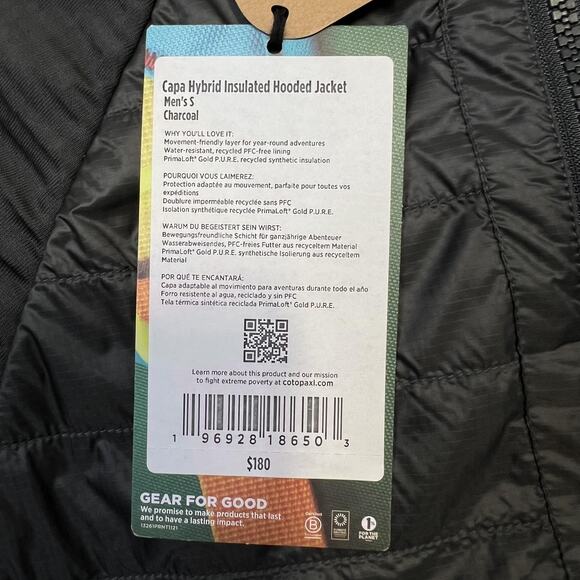 Capa Hybrid Insulated Hooded Jacket
Men's S
Charcoal
WHY YOU'LL LOVE IT:
Movement-friendly layer for year-round adventures
Water-resistant, recycled PFC-free lining
PrimaLoft® Gold P.U.R.E. recycled synthetic insulation
POURQUOI VOUS L'AIMEREZ:
Protection adaptée au mouvement, parfaite pour toutes vos
expéditions
Doublure imperméable recyclée sans PFC
Isolation synthétique recyclée PrimaLoft® Gold P.U.R.E.
WARUM DU BEGEISTERT SEIN WIRST:
Bewegungsfreundliche Schicht für ganzjährige Abenteuer
Wasserabweisendes, PFC-freies Futter aus recyceltem Material
PrimaLoft® P.U.R.E. synthetische Isolierung aus recyceltem
Material
POR QUÉ TE ENCANTARÁ:
Capa adaptable al movimiento para aventuras durante todo el año
Forro resistente al agua, reciclado y sin PFC
Tela térmica sintética reciclada PrimaLoft® Gold P.U.R.E.
Learn more about this product and our mission
to fight extreme poverty at cotopaxi.com
1 96928 18650 3
$180
GEAR FOR GOOD
We promise to make products that last
and to have a lasting impact.
13261PRNT1121
Certified
B
Corporation
1%
FOR THE
PLANET